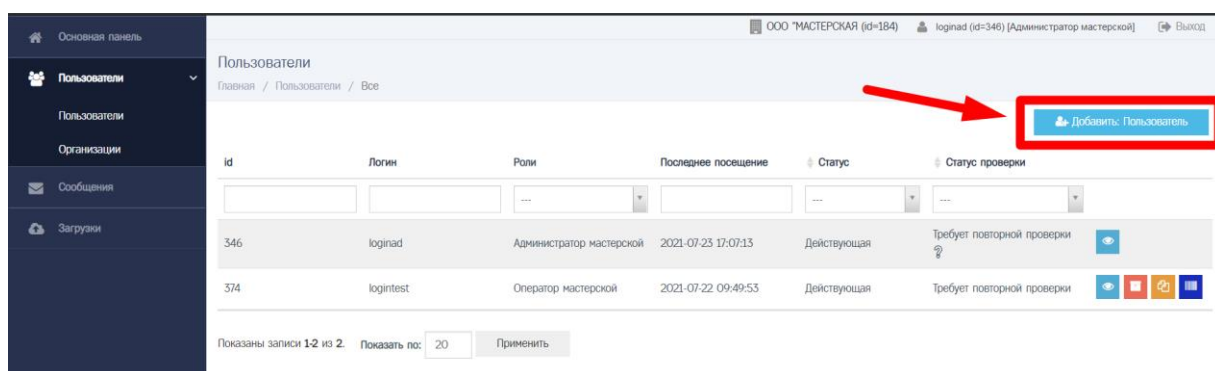 ООО "МАСТЕРСКАЯ (id=184) loginad (id=346) [Администратор мастерской] Выход
Основная панель
Пользователи
Пользователи
Организации
Сообщения
Загрузки
Пользователи
Главная / Пользователи / Все
Добавить: Пользователь
id Логин Роли Последнее посещение Статус Статус проверки
--- --- ---
346 loginad Администратор мастерской 2021-07-23 17:07:13 Действующая Требует повторной проверки
374 logintest Оператор мастерской 2021-07-22 09:49:53 Действующая Требует повторной проверки
Показаны записи 1-2 из 2. Показать по: 20 Применить